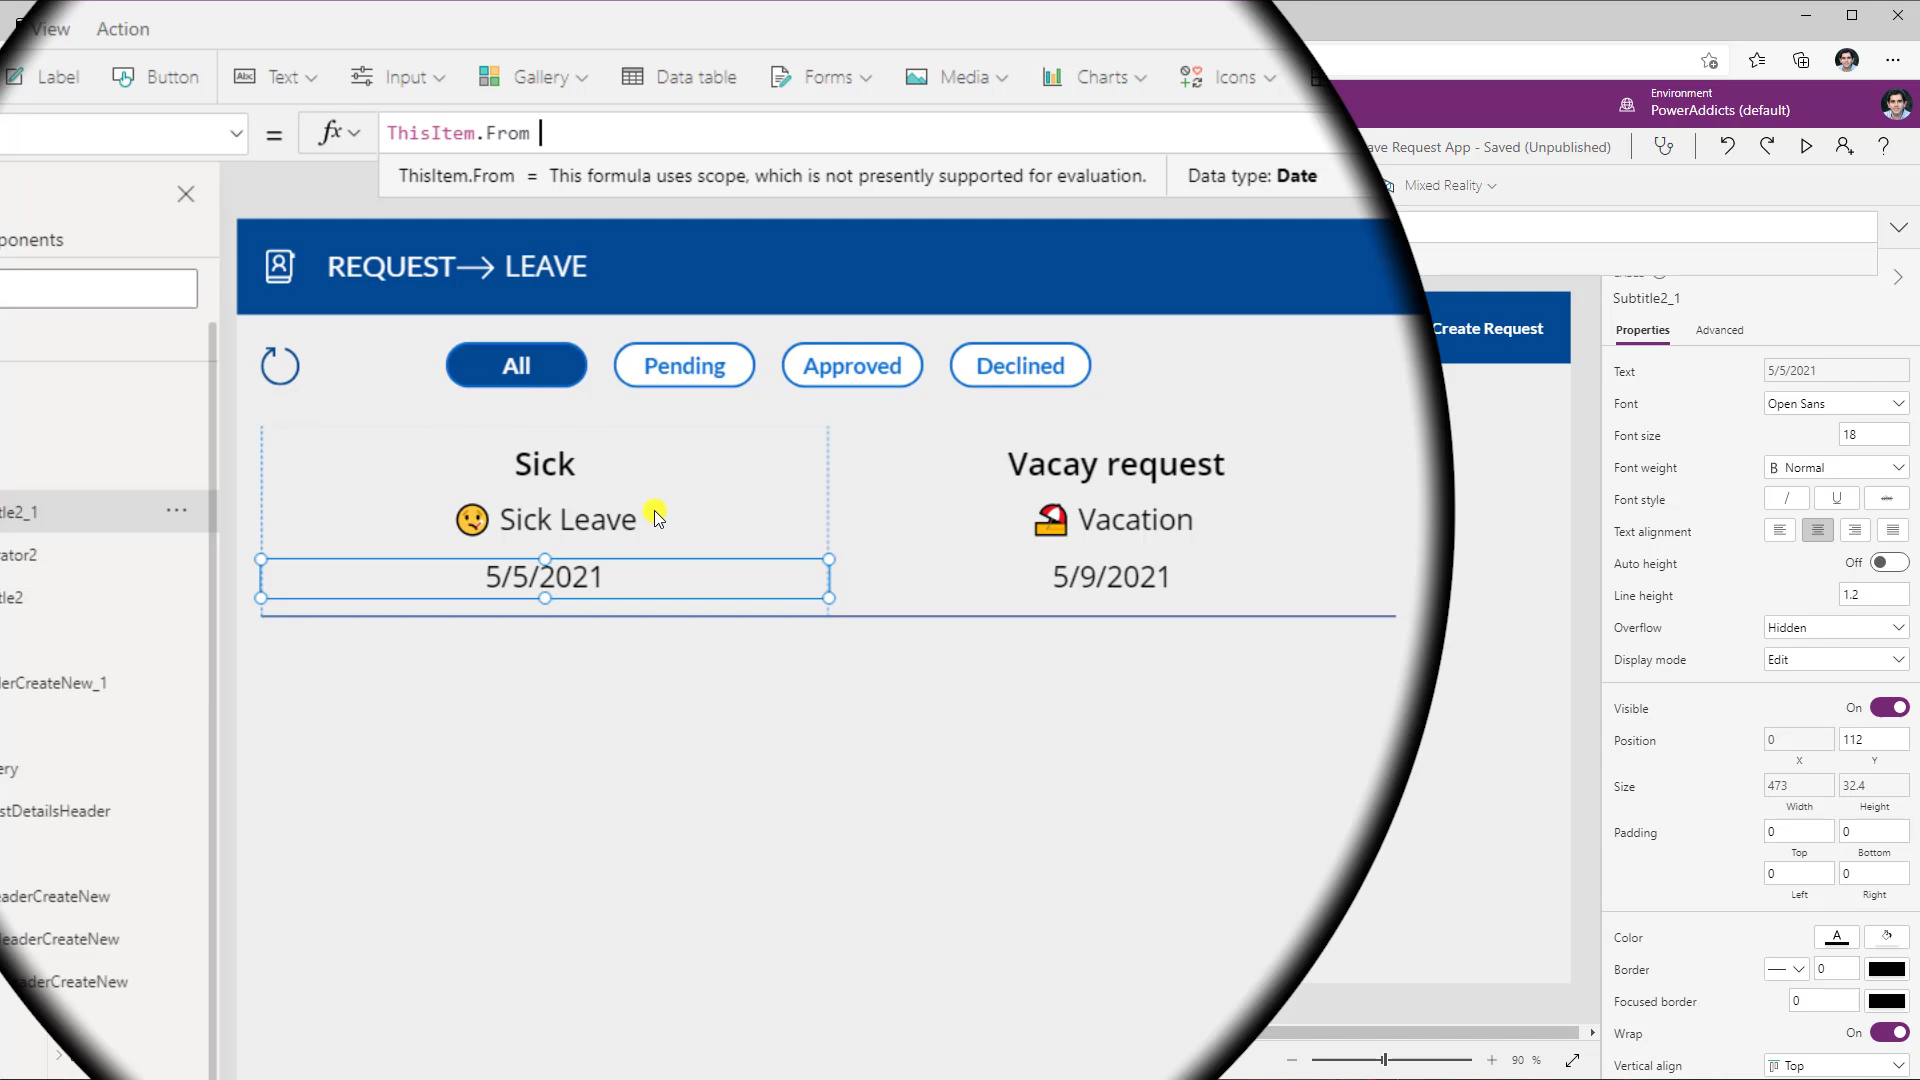 View Action
Label Button Text Input Gallery Data table Forms Media Charts Icons
= fx ThisItem.From
ThisItem.From = This formula uses scope, which is not presently supported for evaluation. Data type: Date
ponents
tle2_1 ...
rator2
tle2
erCreateNew_1
ery
stDetailsHeader
eaderCreateNew
eaderCreateNew
derCreateNew
REQUEST LEAVE
All Pending Approved Declined
Sick
Sick Leave
5/5/2021
Vacay request
Vacation
5/9/2021
Environment
PowerAddicts (default)
ave Request App - Saved (Unpublished)
Mixed Reality
Create Request
Subtitle2_1
Properties Advanced
Text 5/5/2021
Font Open Sans
Font size 18
Font weight B Normal
Font style / U abc
Text alignment
Auto height Off
Line height 1.2
Overflow Hidden
Display mode Edit
Visible On
Position 0 112
X Y
Size 473 32.4
Width Height
Padding 0 0
Top Bottom
0 0
Left Right
Color A
Border 0
Focused border 0
Wrap On
Vertical align Top
90 %